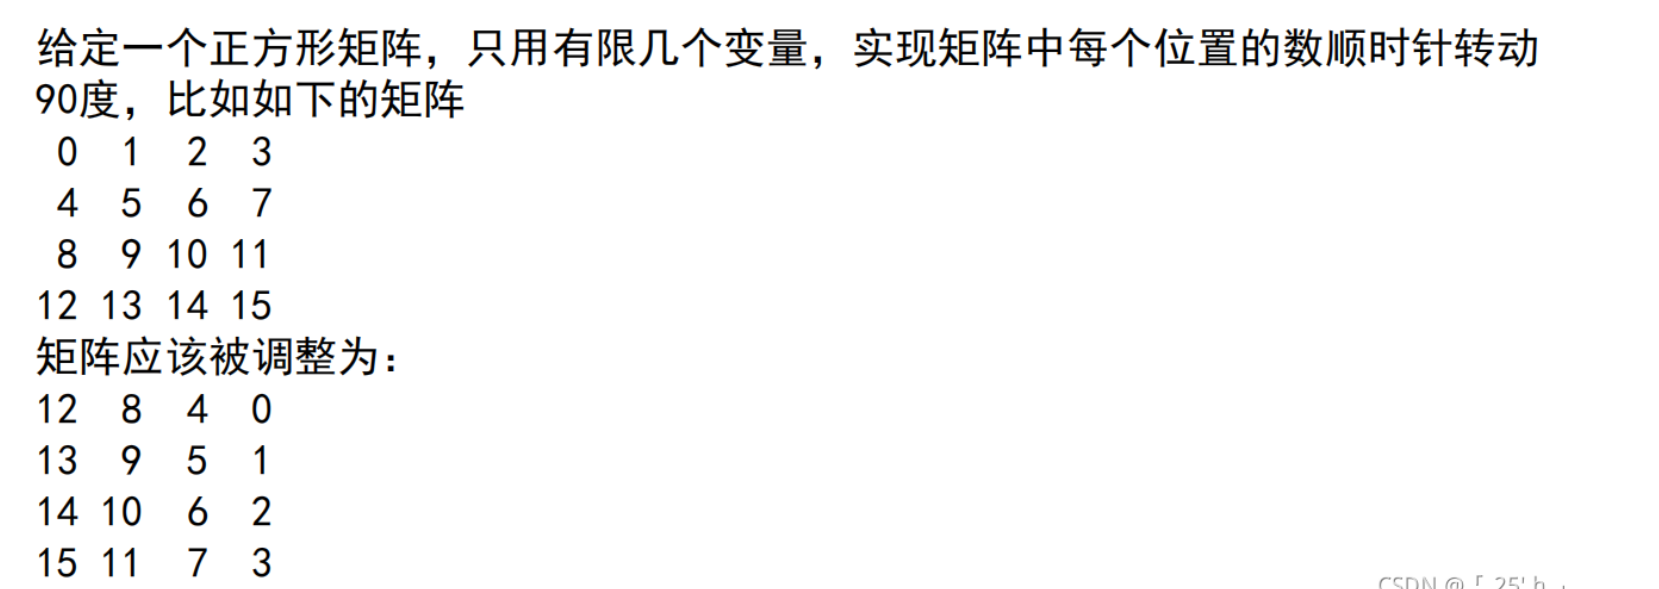 给定一个正方形矩阵，只用有限几个变量，实现矩阵中每个位置的数顺时针转动
90度，比如如下的矩阵
0 1 2 3
4 5 6 7
8 9 10 11
12 13 14 15
矩阵应该被调整为：
12 8 4 0
13 9 5 1
14 10 6 2
15 11 7 3
CSDN @「 25' h